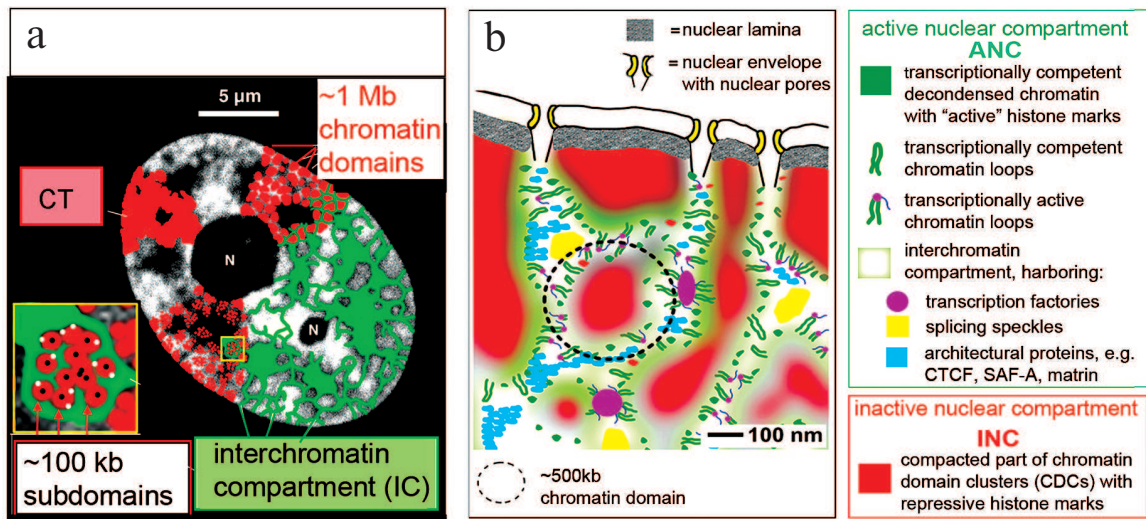 a
5 µm
~1 Mb
chromatin
domains
CT
N
N
~100 kb
subdomains
interchromatin
compartment (IC)
b
= nuclear lamina
= nuclear envelope
with nuclear pores
100 nm
~500kb
chromatin domain
active nuclear compartment
ANC
transcriptionally competent
decondensed chromatin
with “active” histone marks
transcriptionally competent
chromatin loops
transcriptionally active
chromatin loops
interchromatin
compartment, harboring:
transcription factories
splicing speckles
architectural proteins, e.g.
CTCF, SAF-A, matrin
inactive nuclear compartment
INC
compacted part of chromatin
domain clusters (CDCs) with
repressive histone marks